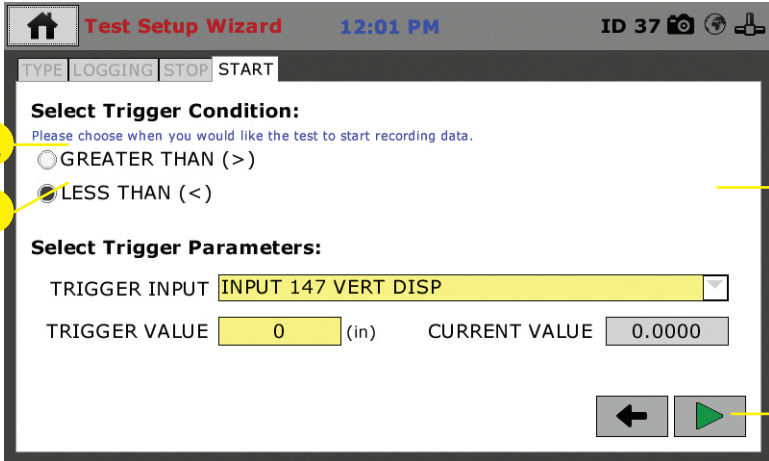 Test Setup Wizard 12:01 PM ID 37
TYPE LOGGING STOP START
Select Trigger Condition:
Please choose when you would like the test to start recording data.
GREATER THAN (>)
LESS THAN (<)
Select Trigger Parameters:
TRIGGER INPUT INPUT 147 VERT DISP
TRIGGER VALUE 0 (in) CURRENT VALUE 0.0000